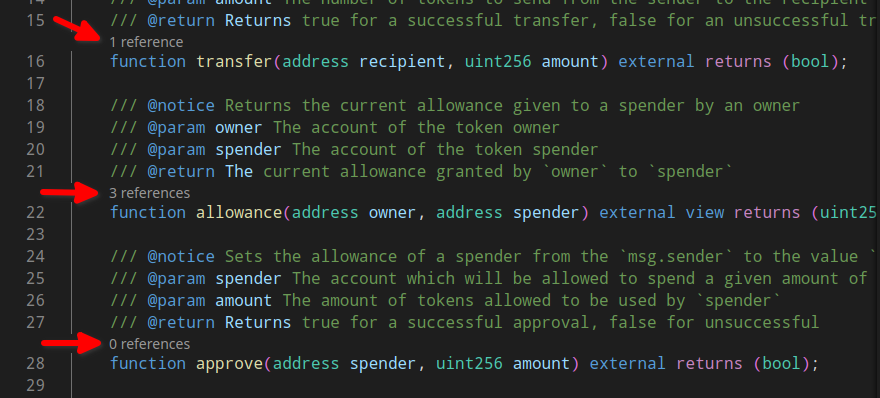 14 /// @param amount The number of tokens to send from the sender to the recipient
15 /// @return Returns true for a successful transfer, false for an unsuccessful tr
1 reference
16 function transfer(address recipient, uint256 amount) external returns (bool);
17
18 /// @notice Returns the current allowance given to a spender by an owner
19 /// @param owner The account of the token owner
20 /// @param spender The account of the token spender
21 /// @return The current allowance granted by `owner` to `spender`
3 references
22 function allowance(address owner, address spender) external view returns (uint25
23
24 /// @notice Sets the allowance of a spender from the `msg.sender` to the value `
25 /// @param spender The account which will be allowed to spend a given amount of
26 /// @param amount The amount of tokens allowed to be used by `spender`
27 /// @return Returns true for a successful approval, false for unsuccessful
0 references
28 function approve(address spender, uint256 amount) external returns (bool);
29